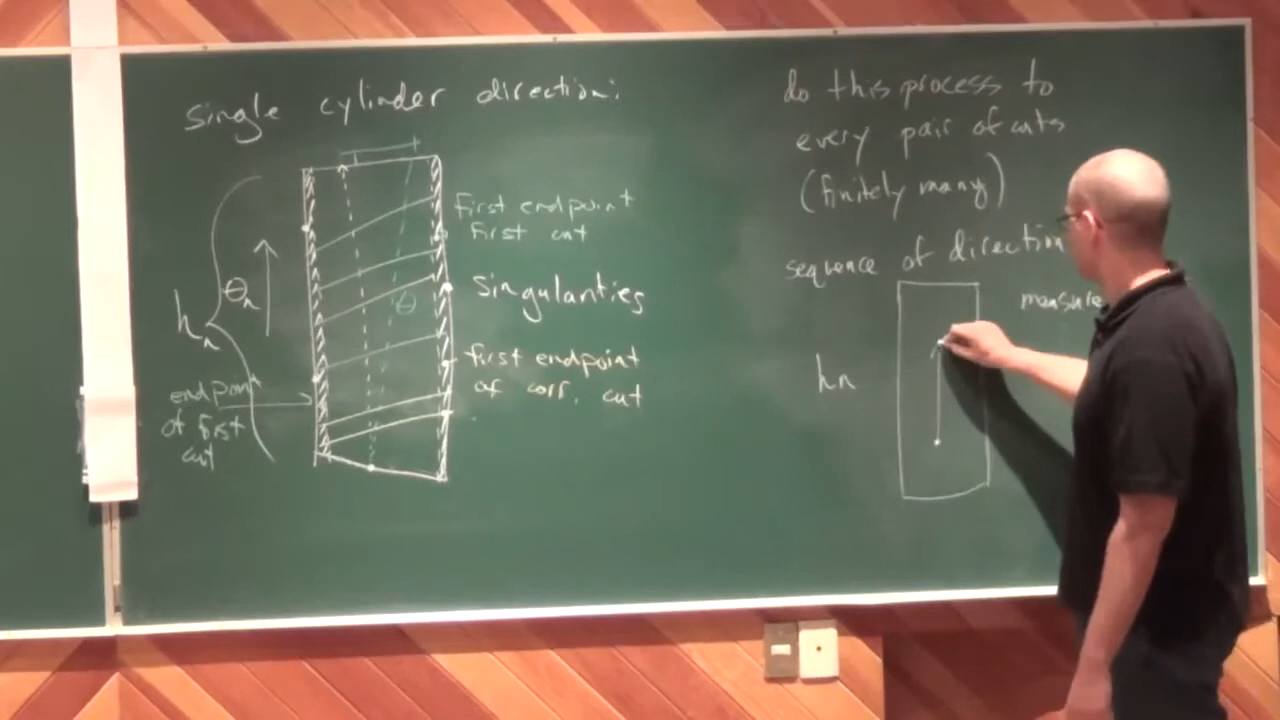 Single cylinder direction:
first endpoint
first cut
θn
Singularities
θ
hn
first endpoint
of corr. cut
endpoint
of first
cut
do this process to
every pair of cuts
(finitely many)
sequence of direction
measure
hn